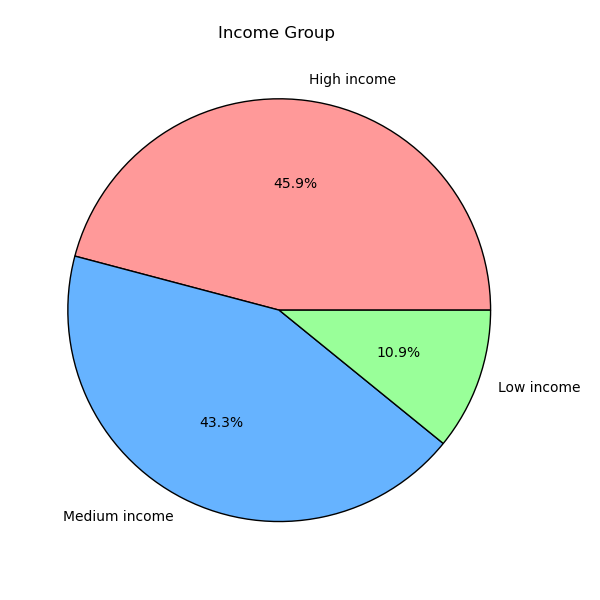 Income Group
High income
45.9%
10.9%
Low income
43.3%
Medium income